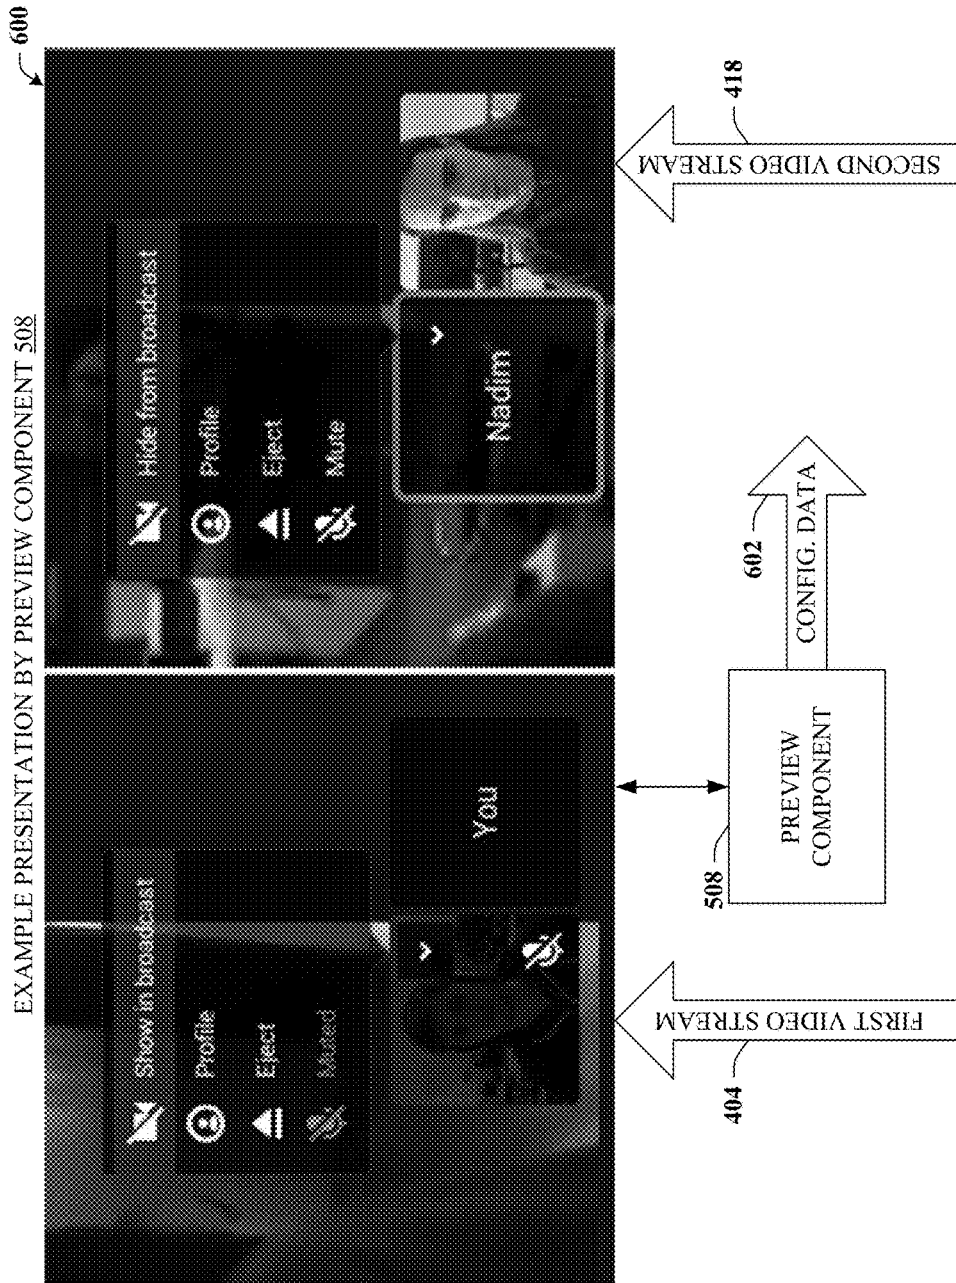 EXAMPLE PRESENTATION BY PREVIEW COMPONENT 508
600
Show in broadcast
Profile
Eject
Muted
You
Hide from broadcast
Profile
Eject
Mute
Nadim
404
FIRST VIDEO STREAM
508
PREVIEW
COMPONENT
602
CONFIG. DATA
418
SECOND VIDEO STREAM